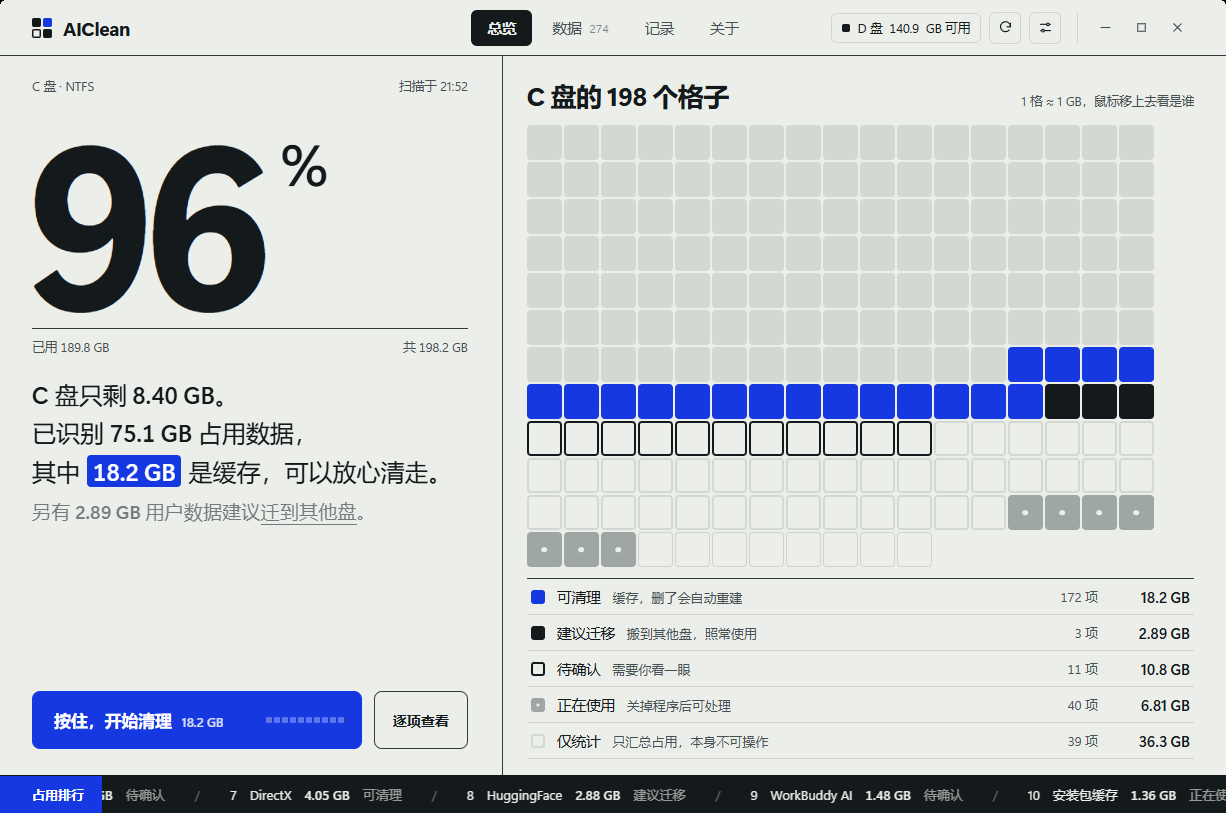 AIClean
总览
数据 274
记录
关于
D 盘 140.9 GB 可用
C 盘 · NTFS
扫描于 21:52
96%
已用 189.8 GB
共 198.2 GB
C 盘只剩 8.40 GB。
已识别 75.1 GB 占用数据，
其中 18.2 GB 是缓存，可以放心清走。
另有 2.89 GB 用户数据建议迁到其他盘。
按住，开始清理 18.2 GB
逐项查看
C 盘的 198 个格子
1 格 ≈ 1 GB，鼠标移上去看是谁
可清理 缓存，删了会自动重建 172 项 18.2 GB
建议迁移 搬到其他盘，照常使用 3 项 2.89 GB
待确认 需要你看一眼 11 项 10.8 GB
正在使用 关掉程序后可处理 40 项 6.81 GB
仅统计 只汇总占用，本身不可操作 39 项 36.3 GB
占用排行 GB 待确认 / 7 DirectX 4.05 GB 可清理 / 8 HuggingFace 2.88 GB 建议迁移 / 9 WorkBuddy AI 1.48 GB 待确认 / 10 安装包缓存 1.36 GB 正在使